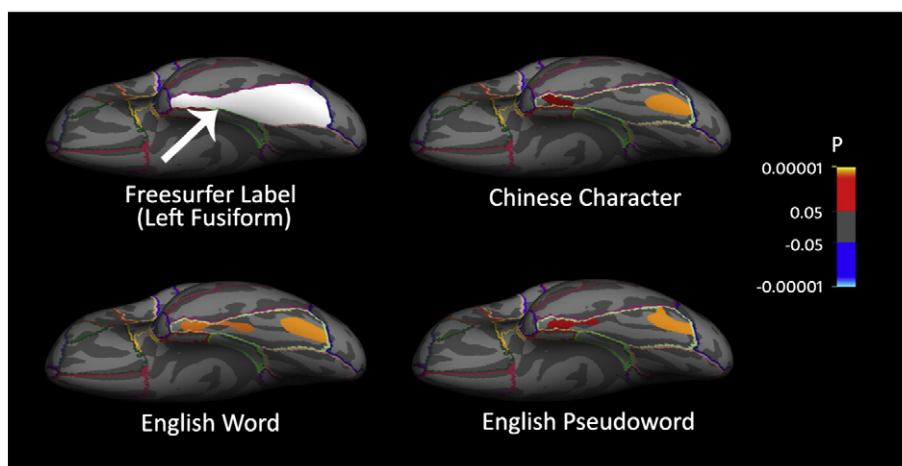 Freesurfer Label
(Left Fusiform)
Chinese Character
P
0.00001
0.05
-0.05
-0.00001
English Word
English Pseudoword